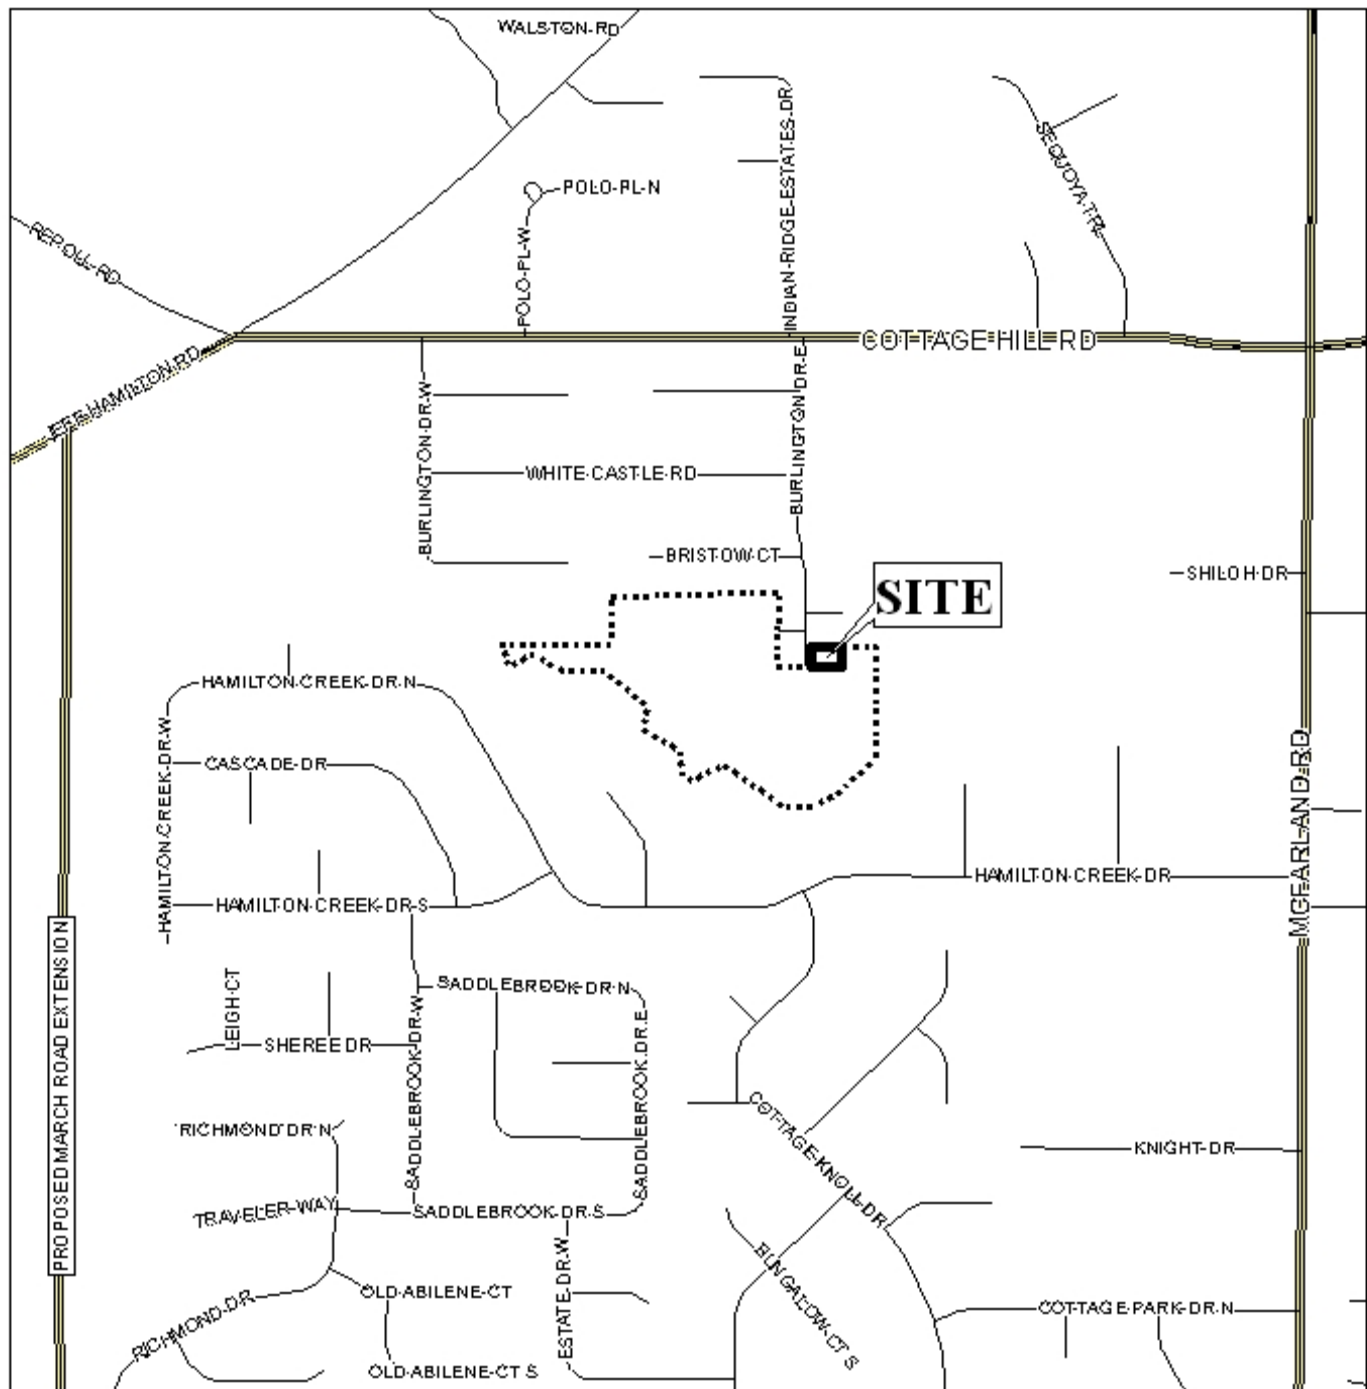 WALSTON RD
INDIAN RIDGE ESTATES DR
SEQUOYA TRL
POLO PL N
POLO PL W
REPOLL RD
COTTAGE HILL RD
JEFF HAMILTON RD
BURLINGTON DR W
BURLINGTON DR E
WHITE CASTLE RD
BRISTOW CT
SITE
SHILOH DR
HAMILTON CREEK DR N
HAMILTON CREEK DR W
CASCADE DR
MCFARLAND RD
HAMILTON CREEK DR
HAMILTON CREEK DR S
PROPOSED MARCH ROAD EXTENSION
LEIGH CT
SADDLEBROOK DR N
SADDLEBROOK DR W
SADDLEBROOK DR E
SHEREE DR
COTTAGE KNOLL DR
RICHMOND DR N
KNIGHT DR
TRAVELER WAY
SADDLEBROOK DR S
ESTATE DR W
BUNGALOW CT S
OLD ABILENE CT
RICHMOND DR
COTTAGE PARK DR N
OLD ABILENE CT S